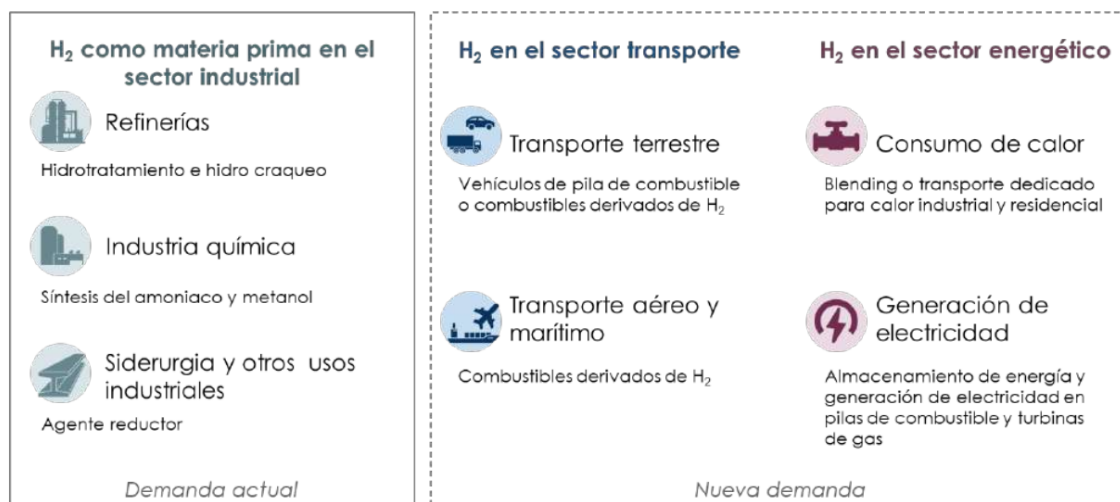 H₂ como materia prima en el
sector industrial
Refinerías
Hidrotratamiento e hidro craqueo
Industria química
Síntesis del amoniaco y metanol
Siderurgia y otros usos
industriales
Agente reductor
Demanda actual
H₂ en el sector transporte
Transporte terrestre
Vehículos de pila de combustible
o combustibles derivados de H₂
Transporte aéreo y
marítimo
Combustibles derivados de H₂
H₂ en el sector energético
Consumo de calor
Blending o transporte dedicado
para calor industrial y residencial
Generación de
electricidad
Almacenamiento de energía y
generación de electricidad en
pilas de combustible y turbinas
de gas
Nueva demanda